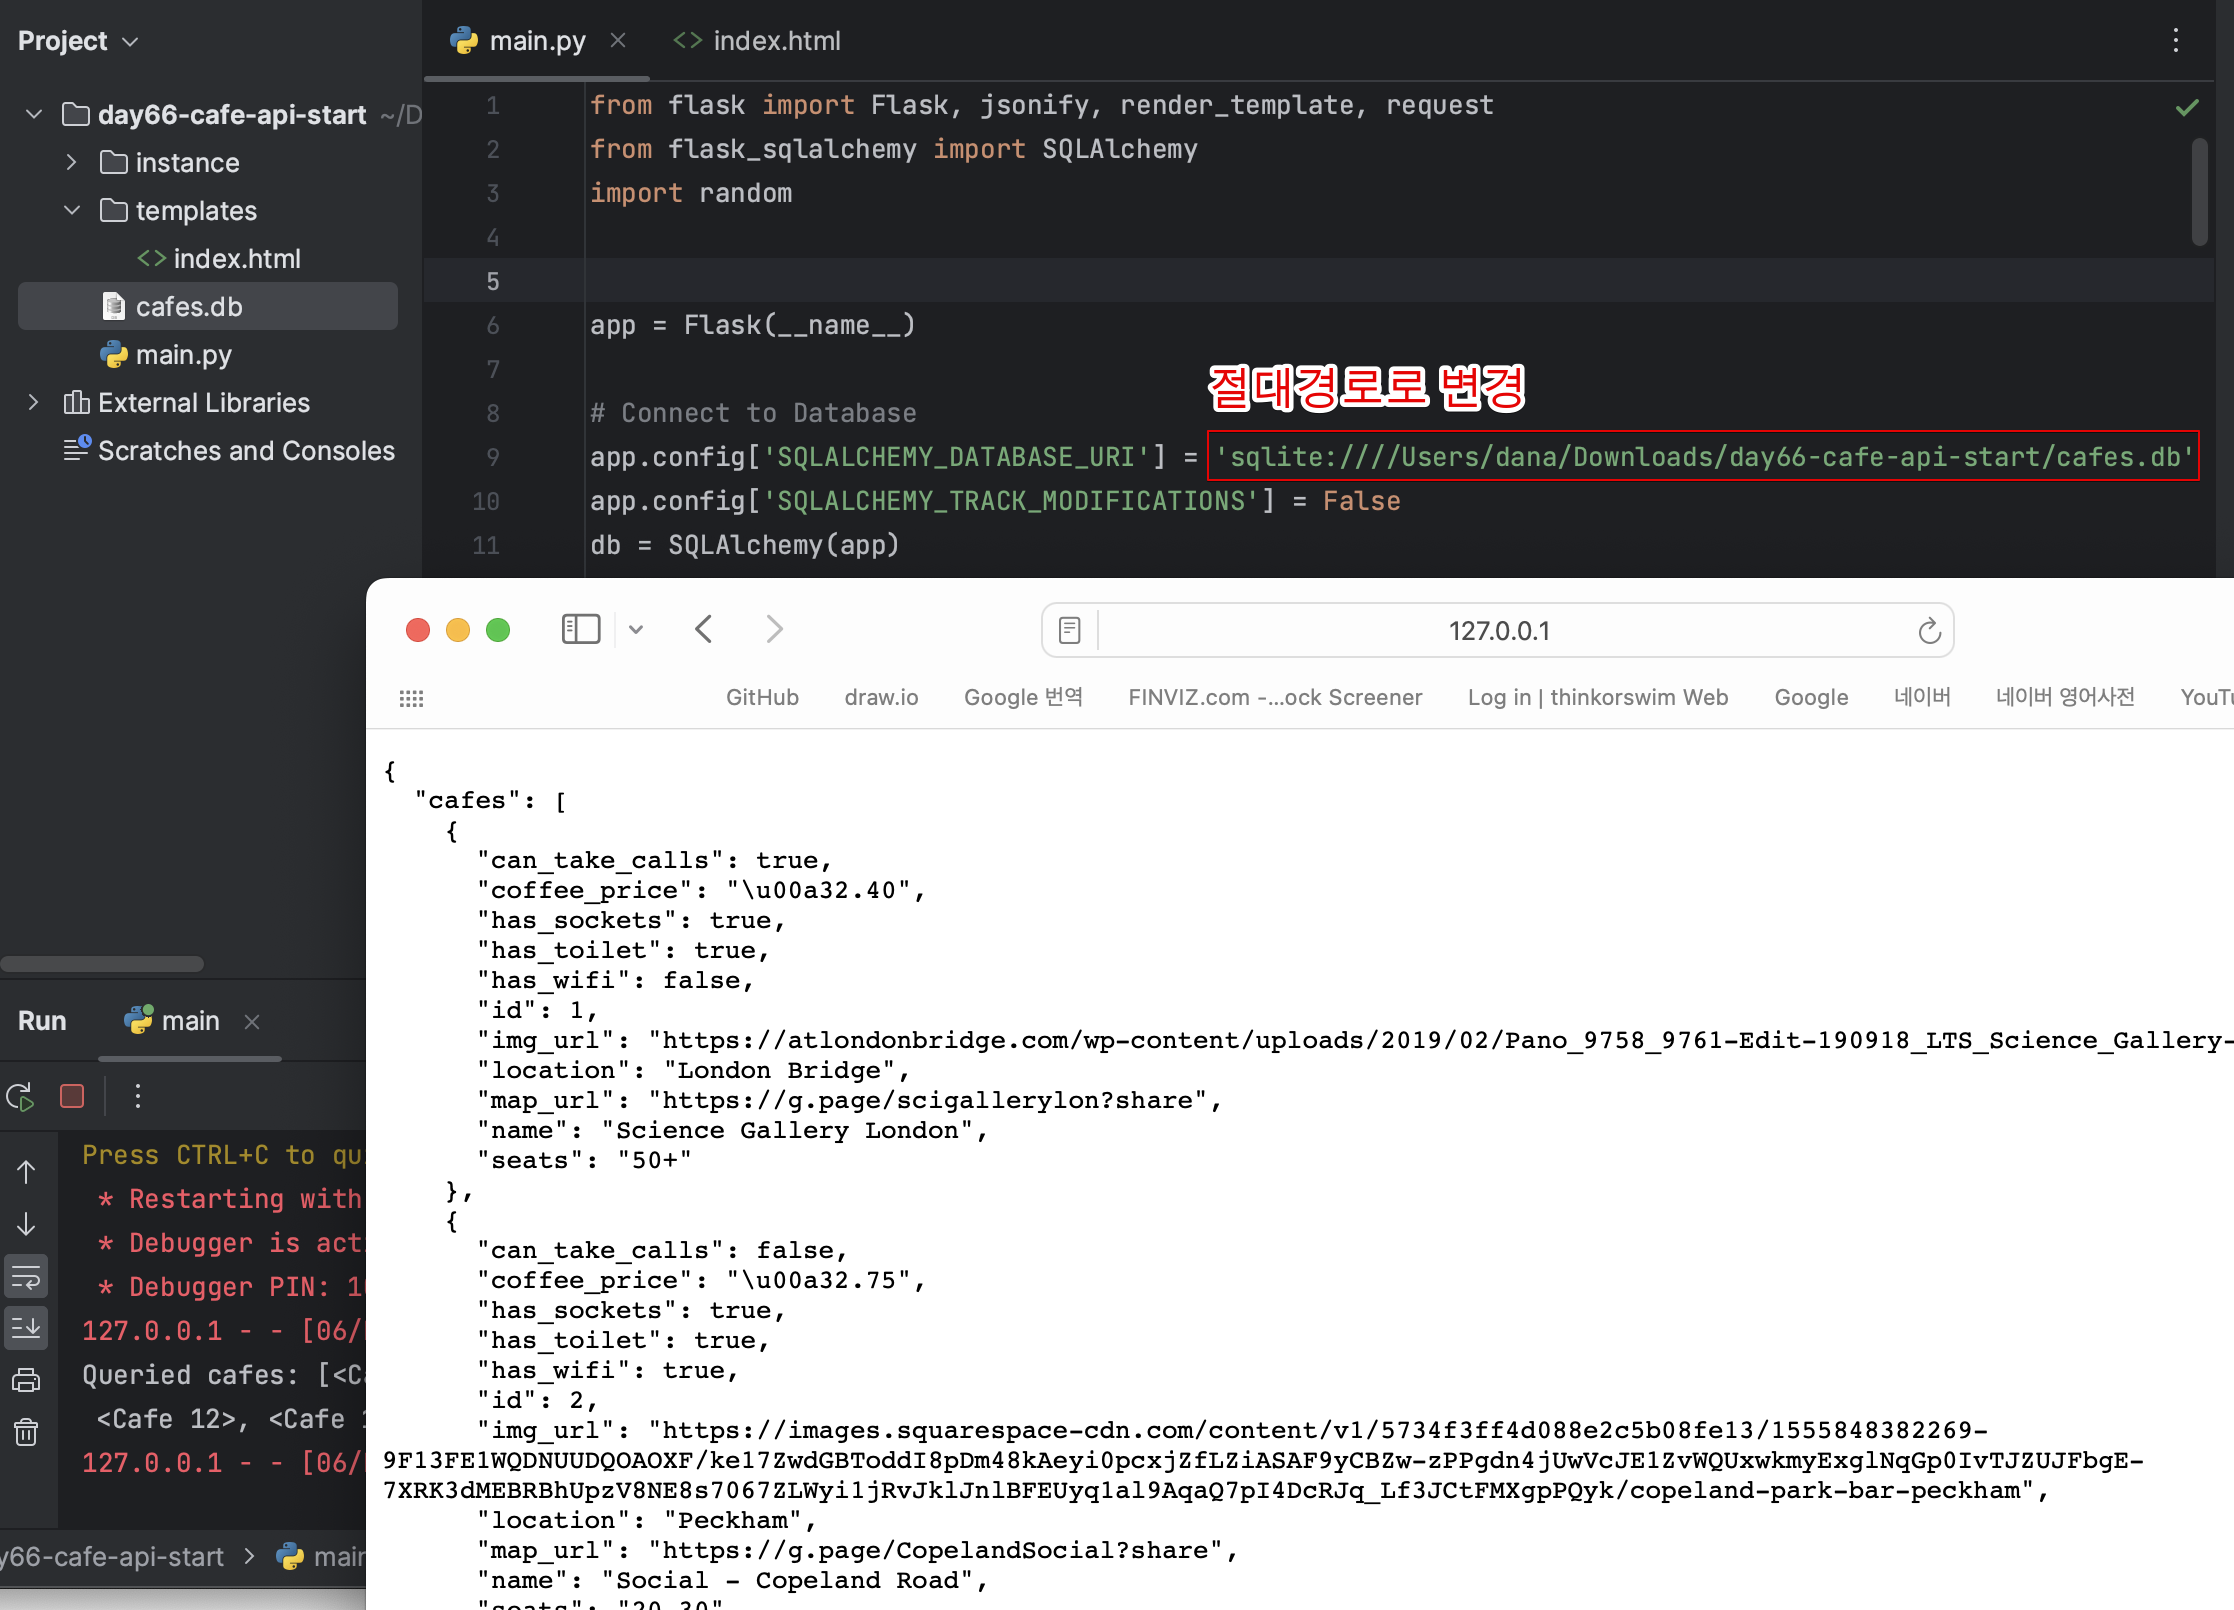 Project
main.py
index.html
day66-cafe-api-start ~/D
instance
templates
index.html
cafes.db
main.py
External Libraries
Scratches and Consoles
1 from flask import Flask, jsonify, render_template, request
2 from flask_sqlalchemy import SQLAlchemy
3 import random
4
5
6 app = Flask(__name__)
7
절대경로로 변경
8 # Connect to Database
9 app.config['SQLALCHEMY_DATABASE_URI'] = 'sqlite:////Users/dana/Downloads/day66-cafe-api-start/cafes.db'
10 app.config['SQLALCHEMY_TRACK_MODIFICATIONS'] = False
11 db = SQLAlchemy(app)
127.0.0.1
GitHub draw.io Google 번역 FINVIZ.com -...ock Screener Log in | thinkorswim Web Google 네이버 네이버 영어사전 YouTu
{
"cafes": [
{
"can_take_calls": true,
"coffee_price": "\u00a32.40",
"has_sockets": true,
"has_toilet": true,
"has_wifi": false,
"id": 1,
"img_url": "https://atlondonbridge.com/wp-content/uploads/2019/02/Pano_9758_9761-Edit-190918_LTS_Science_Gallery-
"location": "London Bridge",
"map_url": "https://g.page/scigallerylon?share",
"name": "Science Gallery London",
"seats": "50+"
},
{
"can_take_calls": false,
"coffee_price": "\u00a32.75",
"has_sockets": true,
"has_toilet": true,
"has_wifi": true,
"id": 2,
"img_url": "https://images.squarespace-cdn.com/content/v1/5734f3ff4d088e2c5b08fe13/1555848382269-
9F13FE1WQDNUUDQOAOXF/ke17ZwdGBToddI8pDm48kAeyi0pcxjZfLZiASAF9yCBZw-zPPgdn4jUwVcJE1ZvWQUxwkmyExglNqGp0IvTJZUJFbgE-
7XRK3dMEBRBhUpzV8NE8s7067ZLWyi1jRvJklJnlBFEUyq1al9AqaQ7pI4DcRJq_Lf3JCtFMXgpPQyk/copeland-park-bar-peckham",
"location": "Peckham",
"map_url": "https://g.page/CopelandSocial?share",
"name": "Social - Copeland Road",
"seats": "20-30"
Run main
Press CTRL+C to qu
* Restarting with
* Debugger is act
* Debugger PIN: 1
127.0.0.1 - - [06/
Queried cafes: [<C
<Cafe 12>, <Cafe 1
127.0.0.1 - - [06/
y66-cafe-api-start > main